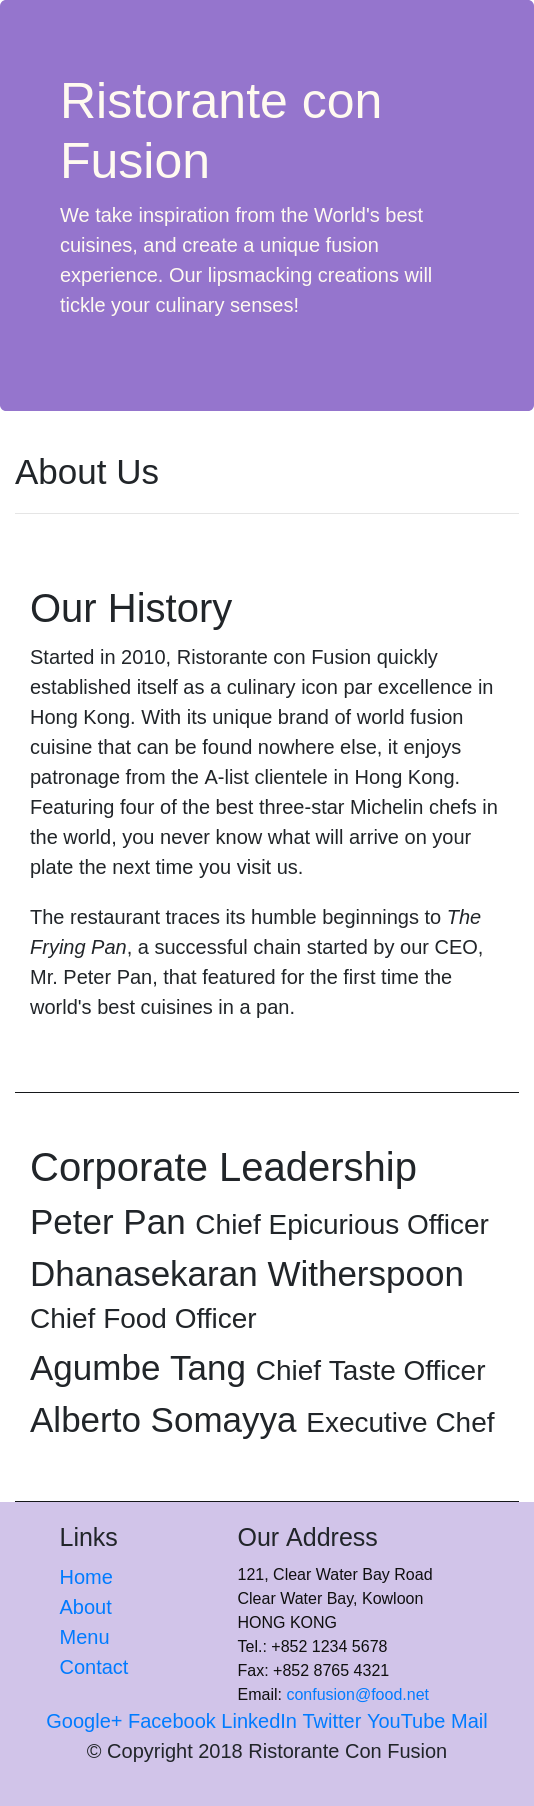 Ristorante con
Fusion
We take inspiration from the World's best
cuisines, and create a unique fusion
experience. Our lipsmacking creations will
tickle your culinary senses!
About Us
Our History
Started in 2010, Ristorante con Fusion quickly
established itself as a culinary icon par excellence in
Hong Kong. With its unique brand of world fusion
cuisine that can be found nowhere else, it enjoys
patronage from the A-list clientele in Hong Kong.
Featuring four of the best three-star Michelin chefs in
the world, you never know what will arrive on your
plate the next time you visit us.
The restaurant traces its humble beginnings to The
Frying Pan, a successful chain started by our CEO,
Mr. Peter Pan, that featured for the first time the
world's best cuisines in a pan.
Corporate Leadership
Peter Pan Chief Epicurious Officer
Dhanasekaran Witherspoon
Chief Food Officer
Agumbe Tang Chief Taste Officer
Alberto Somayya Executive Chef
Links
Home
About
Menu
Contact
Our Address
121, Clear Water Bay Road
Clear Water Bay, Kowloon
HONG KONG
Tel.: +852 1234 5678
Fax: +852 8765 4321
Email: confusion@food.net
Google+ Facebook LinkedIn Twitter YouTube Mail
© Copyright 2018 Ristorante Con Fusion